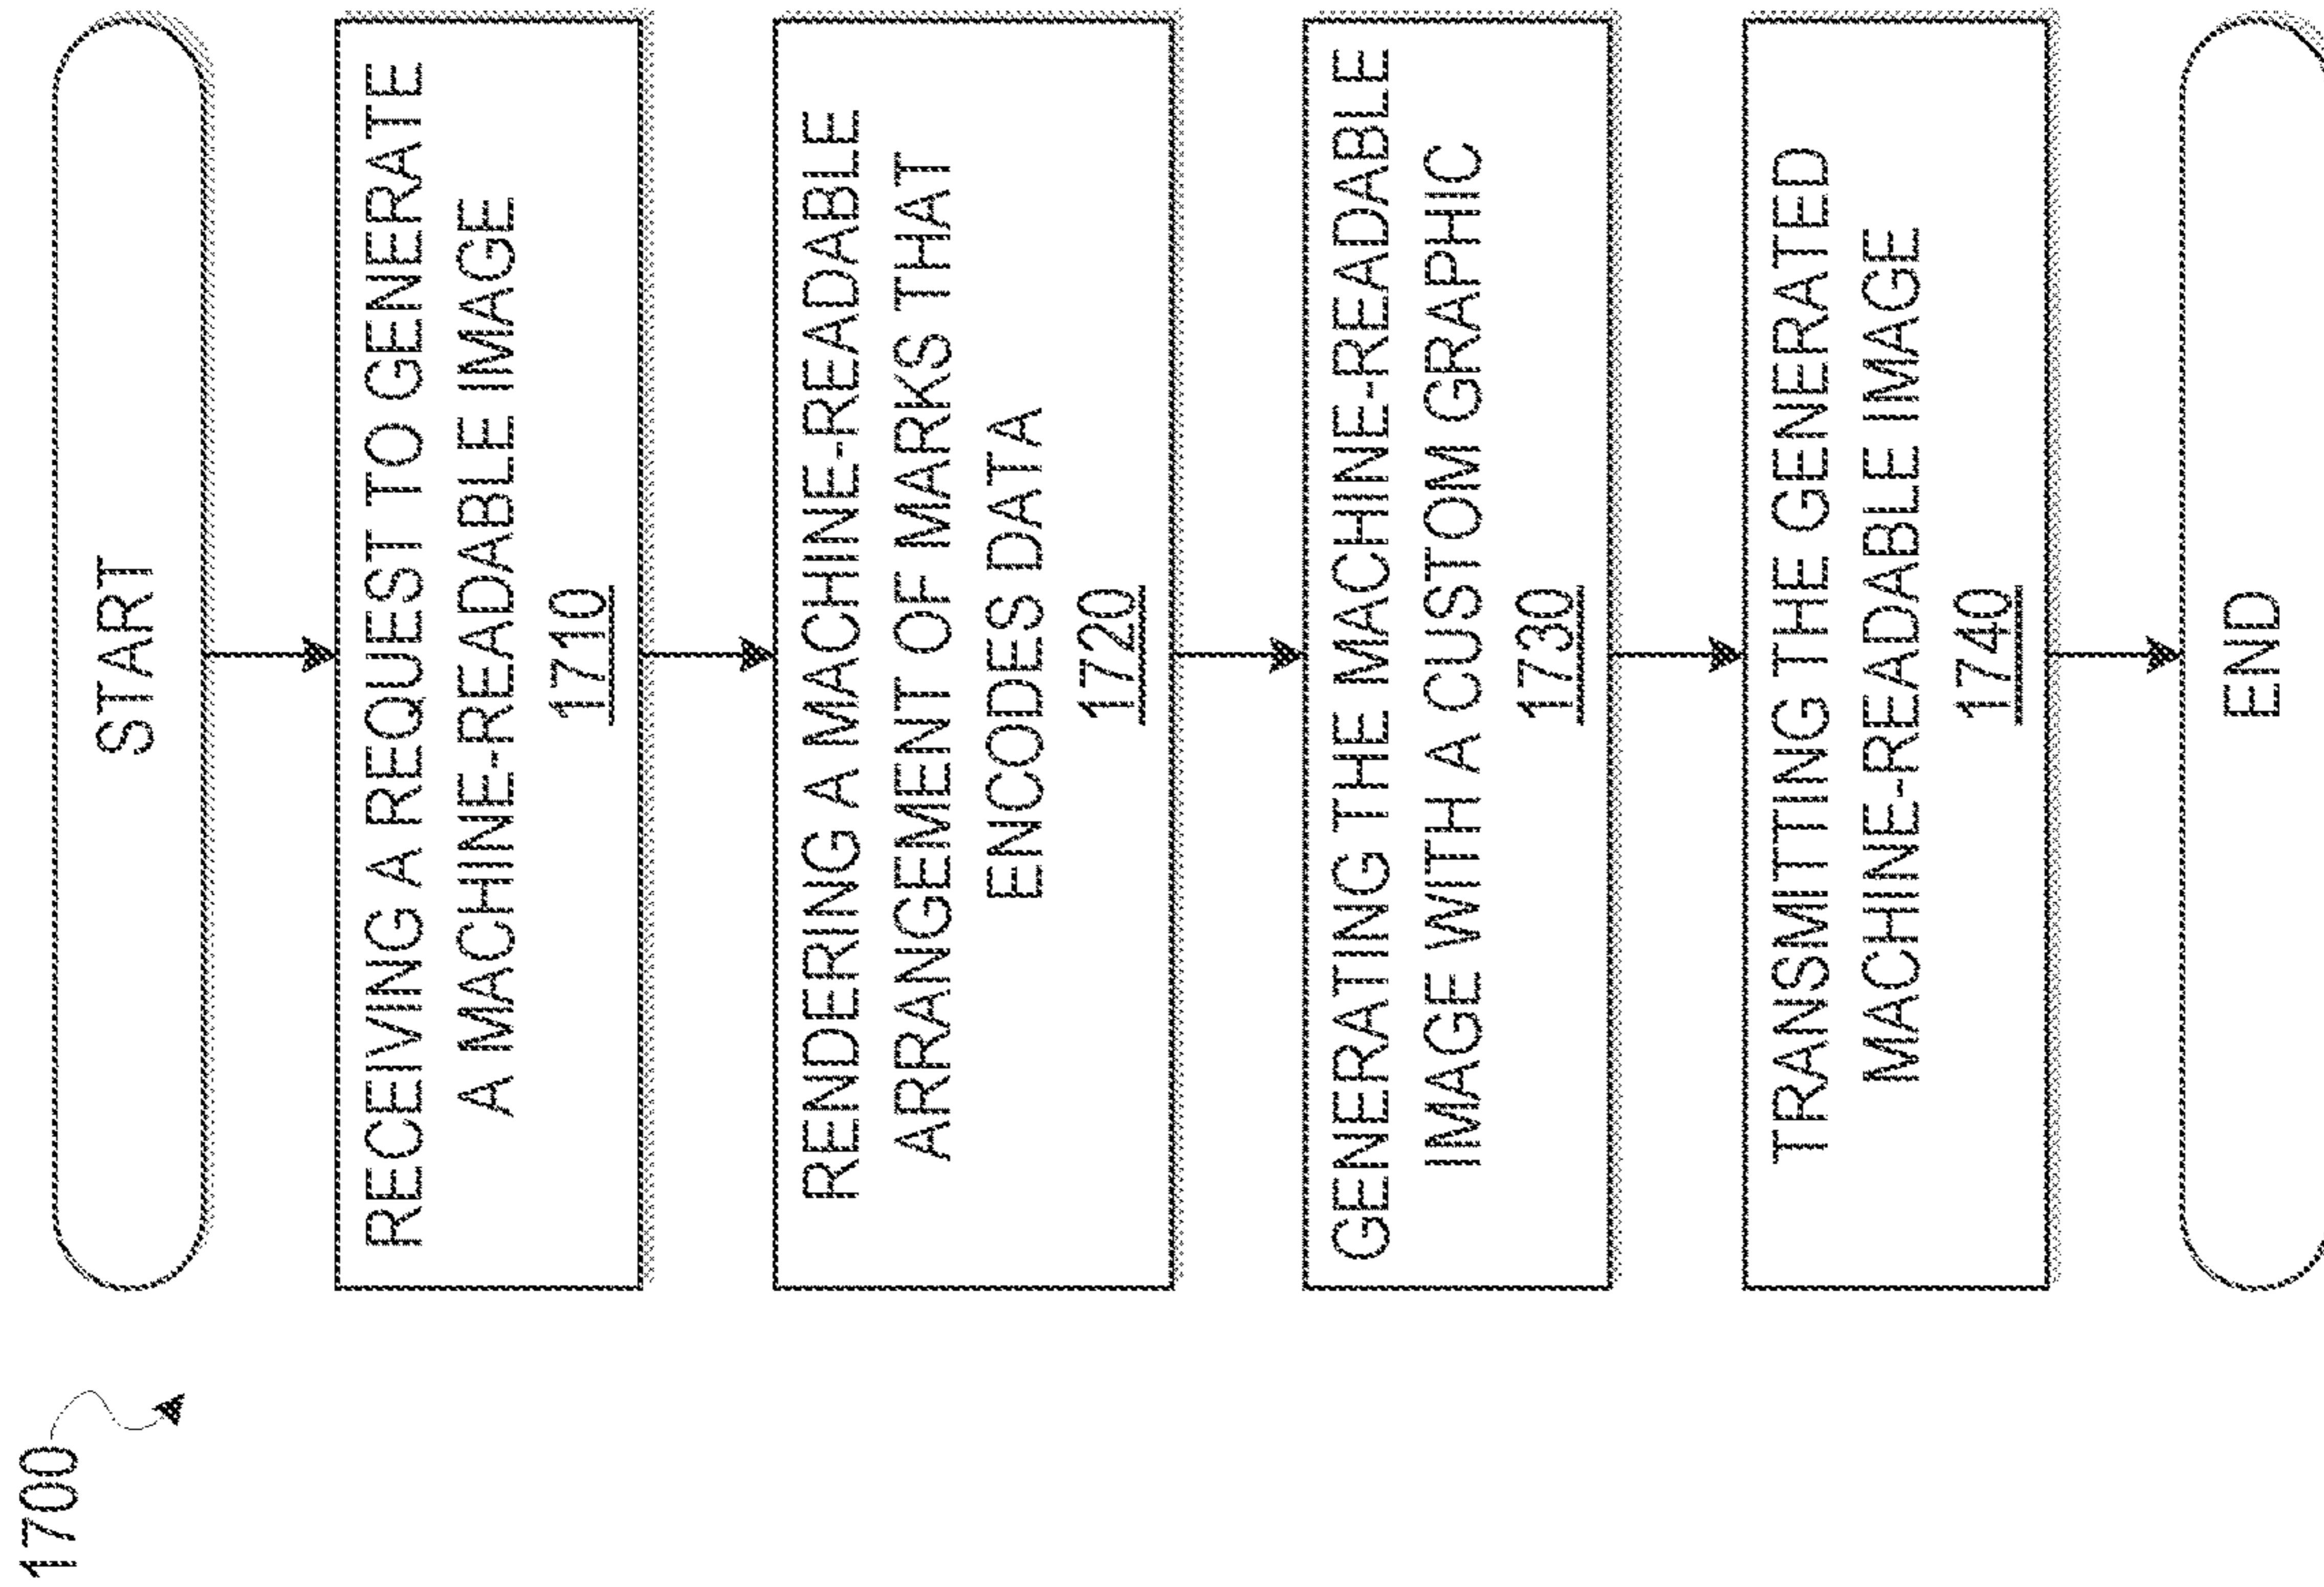 1700
START
RECEIVING A REQUEST TO GENERATE
A MACHINE-READABLE IMAGE
1710
RENDERING A MACHINE-READABLE
ARRANGEMENT OF MARKS THAT
ENCODES DATA
1720
GENERATING THE MACHINE-READABLE
IMAGE WITH A CUSTOM GRAPHIC
1730
TRANSMITTING THE GENERATED
MACHINE-READABLE IMAGE
1740
END